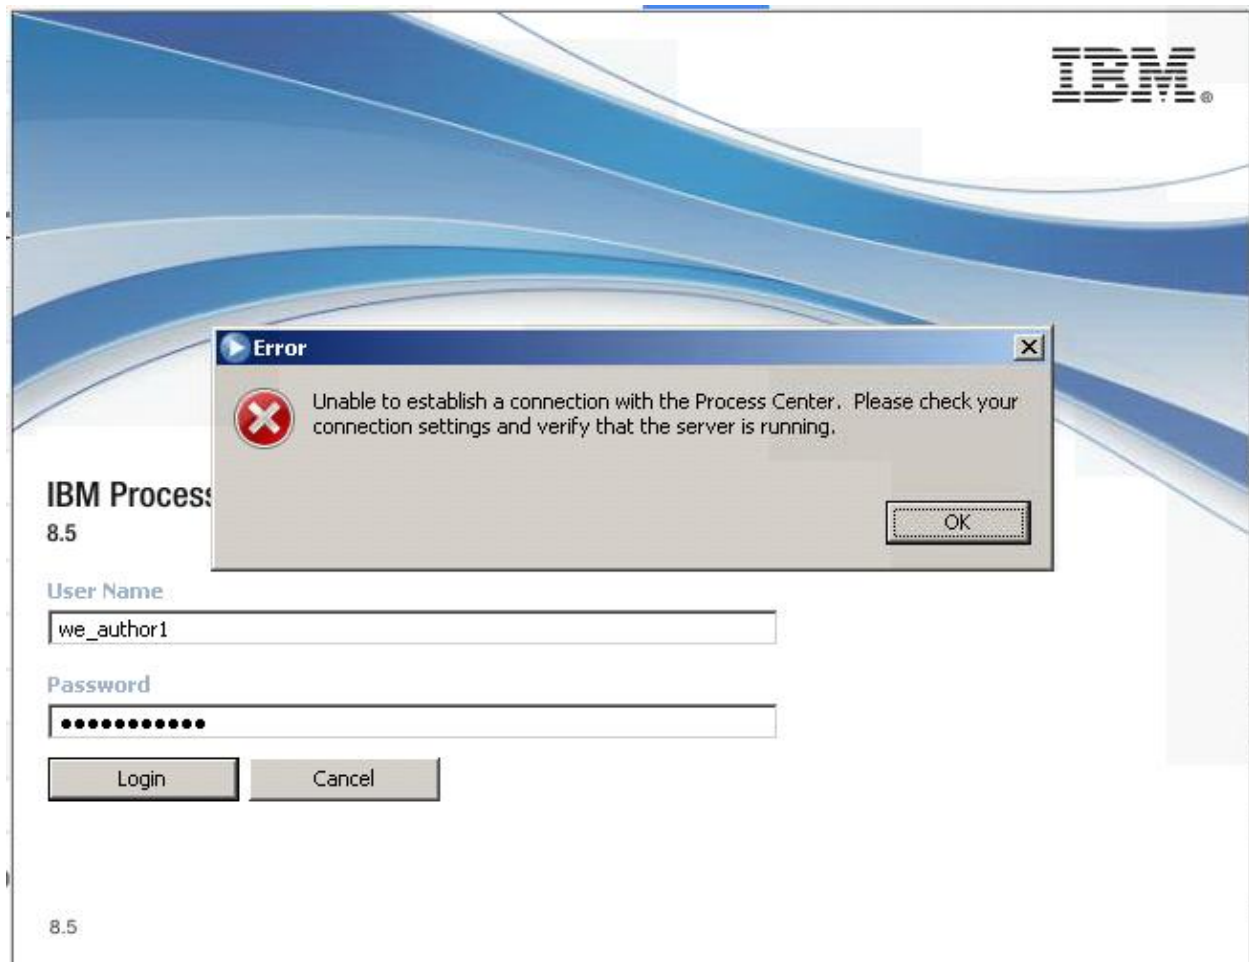 IBM®
Error
Unable to establish a connection with the Process Center.  Please check your
connection settings and verify that the server is running.
OK
IBM Process
8.5
User Name
we_author1
Password
●●●●●●●●●●●
Login
Cancel
8.5